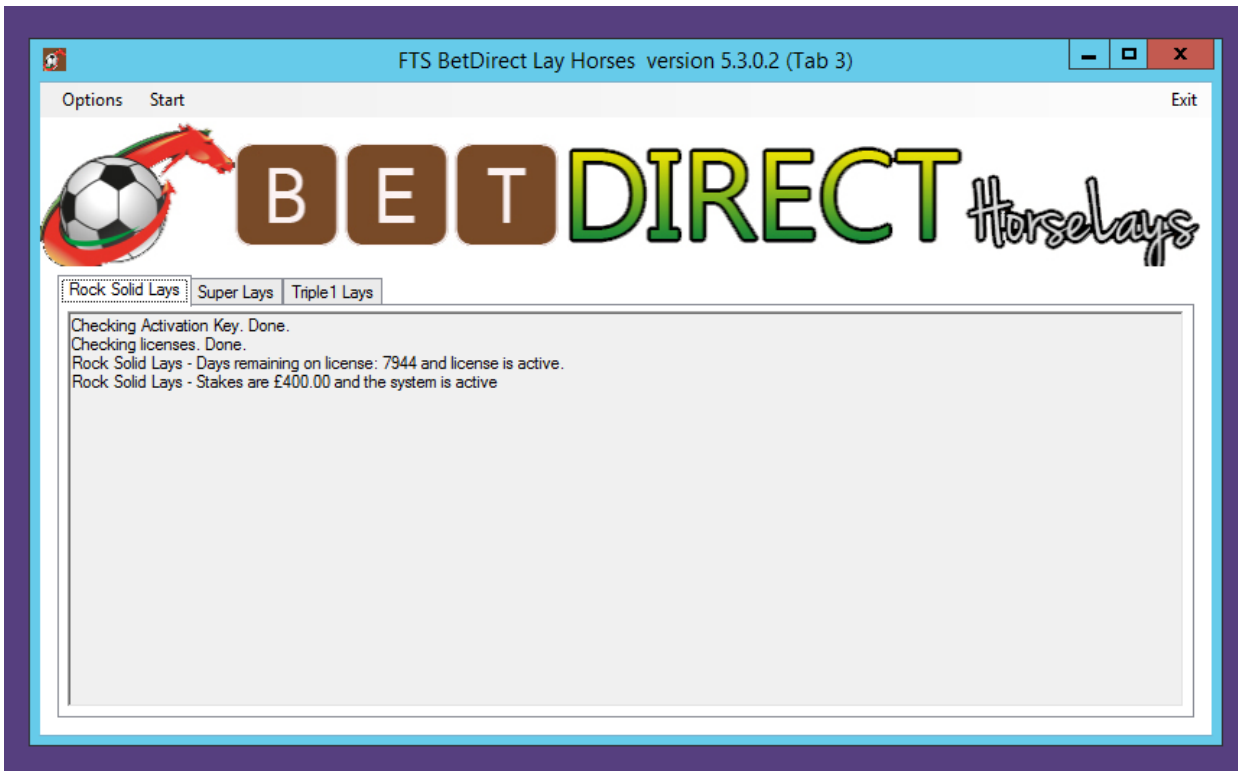 FTS BetDirect Lay Horses version 5.3.0.2 (Tab 3)
Options Start Exit
BET DIRECT Horselays
Rock Solid Lays Super Lays Triple1 Lays
Checking Activation Key. Done.
Checking licenses. Done.
Rock Solid Lays - Days remaining on license: 7944 and license is active.
Rock Solid Lays - Stakes are £400.00 and the system is active